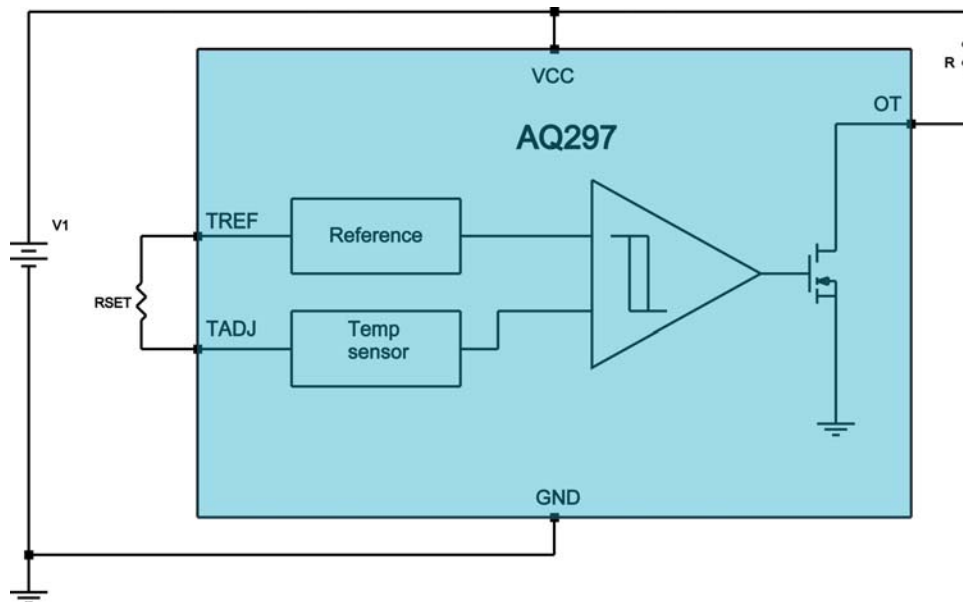 VCC
OT
R
AQ297
TREF
Reference
V1
RSET
TADJ
Temp
sensor
GND